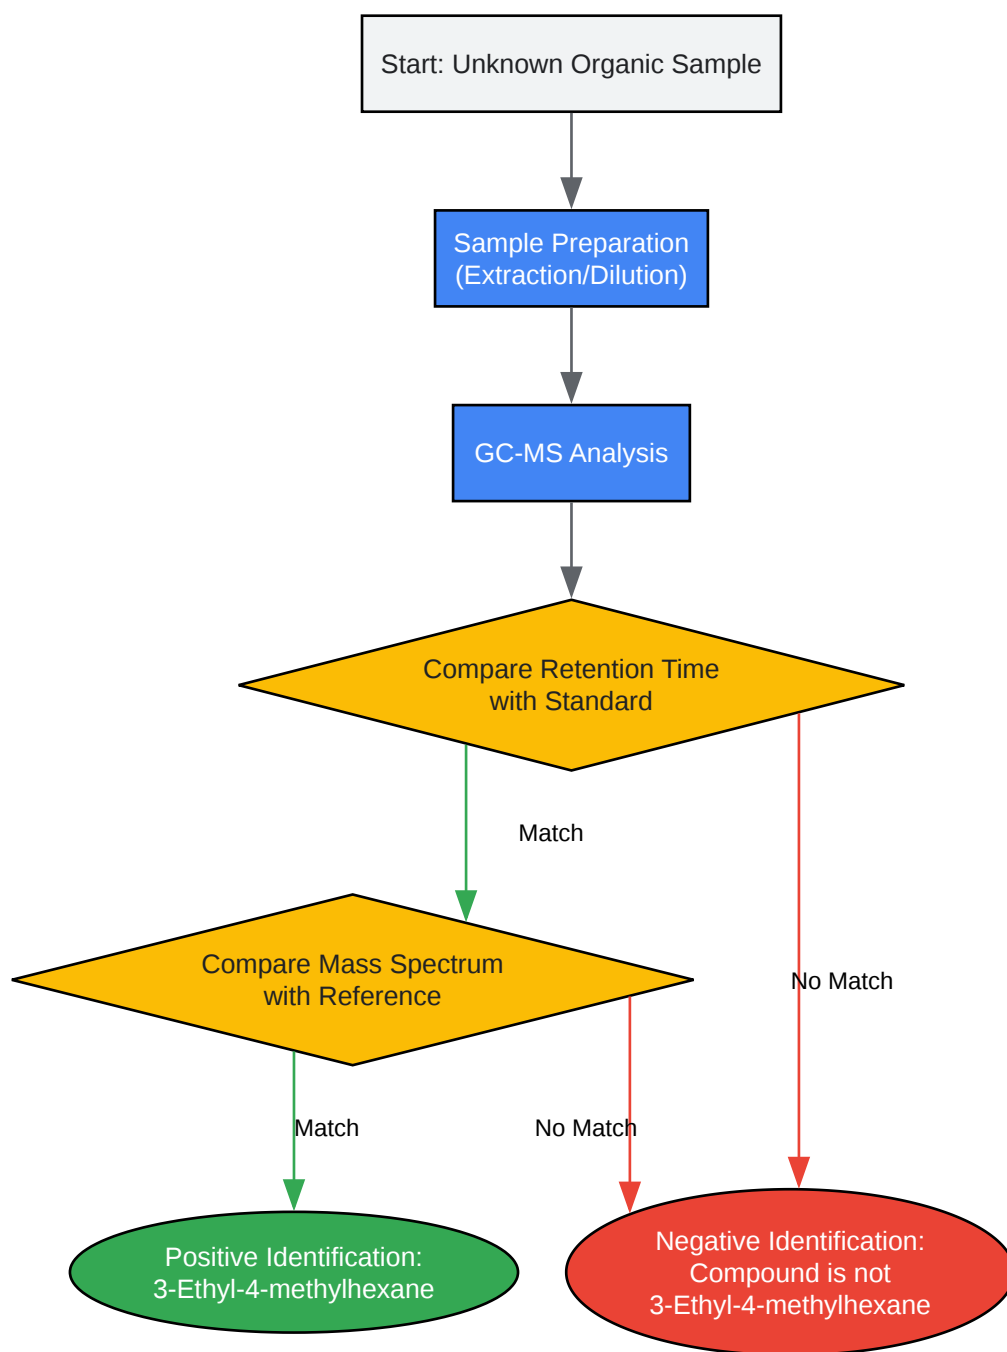 Start: Unknown Organic Sample
Sample Preparation
(Extraction/Dilution)
GC-MS Analysis
Compare Retention Time
with Standard
Match
Compare Mass Spectrum
with Reference
No Match
Match
No Match
Positive Identification:
3-Ethyl-4-methylhexane
Negative Identification:
Compound is not
3-Ethyl-4-methylhexane